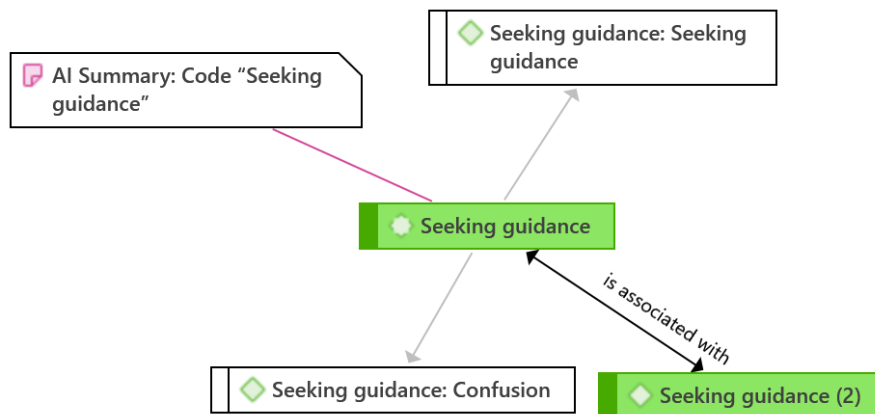 Seeking guidance: Seeking
guidance
AI Summary: Code “Seeking
guidance”
Seeking guidance
is associated with
Seeking guidance: Confusion
Seeking guidance (2)